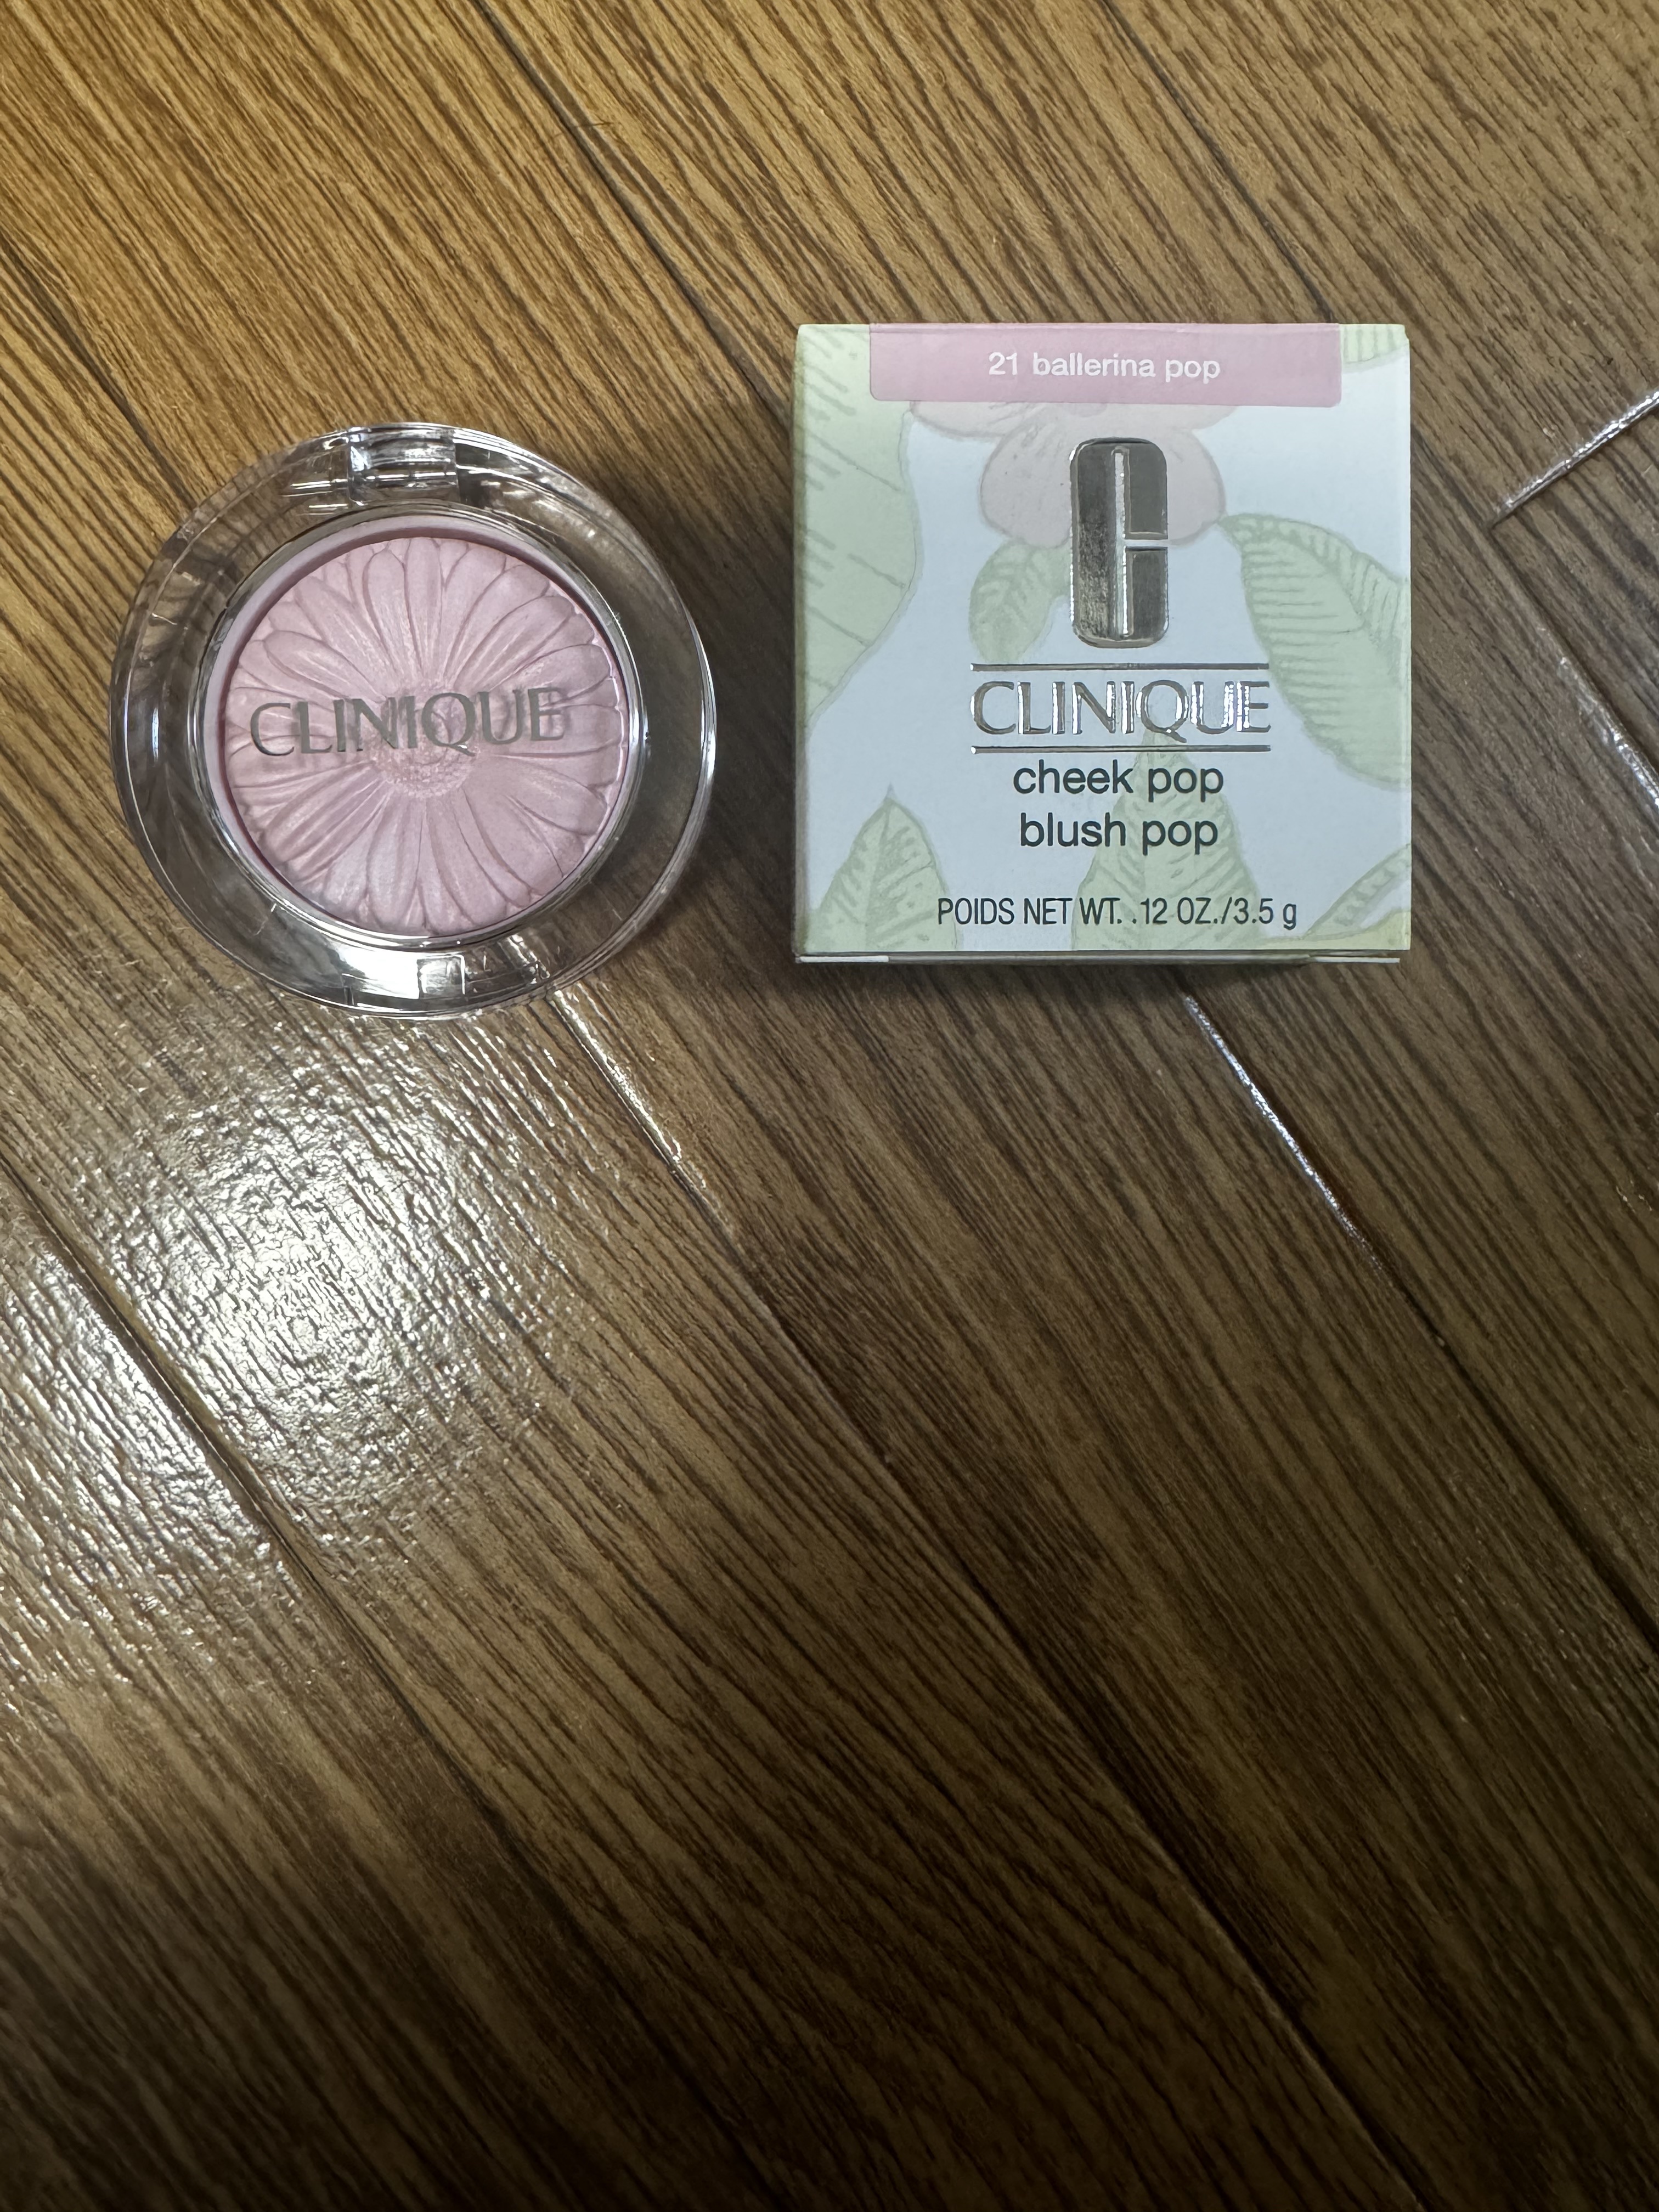 CLINIQUE
21 ballerina pop
CLINIQUE
cheek pop
blush pop
POIDS NET WT. .12 OZ./3.5 g